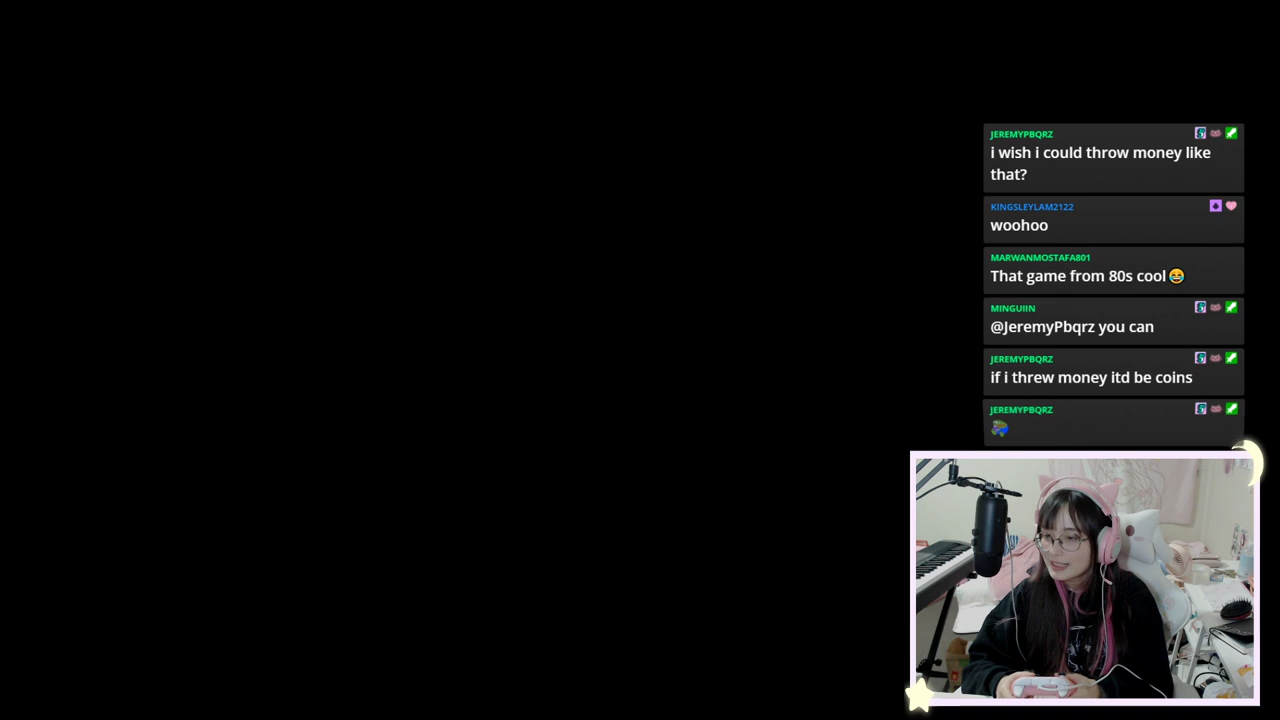 JEREMYPBQRZ
i wish i could throw money like
that?
KINGSLEYLAM2122
woohoo
MARWANMOSTAFA801
That game from 80s cool😂
MINGUIIN
@JeremyPbqrz you can
JEREMYPBQRZ
if i threw money itd be coins
JEREMYPBQRZ